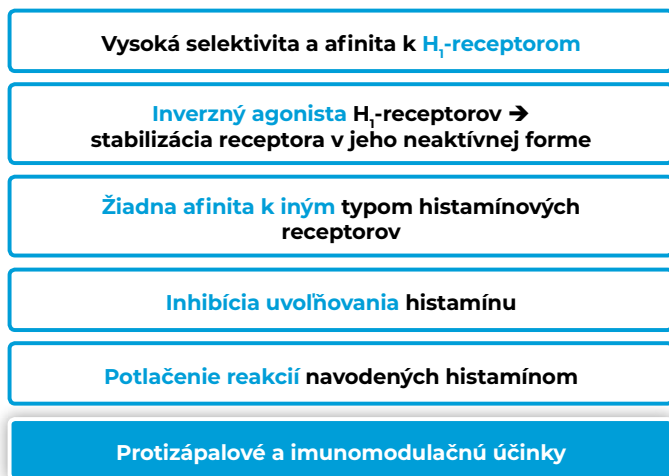 Vysoká selektivita a afinita k H₁-receptorom
Inverzný agonista H₁-receptorov ➔
stabilizácia receptora v jeho neaktívnej forme
Žiadna afinita k iným typom histamínových
receptorov
Inhibícia uvoľňovania histamínu
Potlačenie reakcií navodených histamínom
Protizápalové a imunomodulačnú účinky